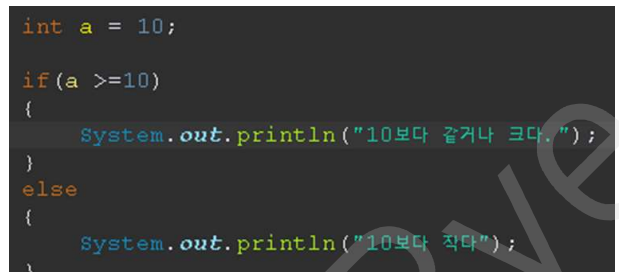 int a = 10;
if(a >=10)
{
System.out.println("10보다 같거나 크다.");
}
else
{
System.out.println("10보다 작다");
}